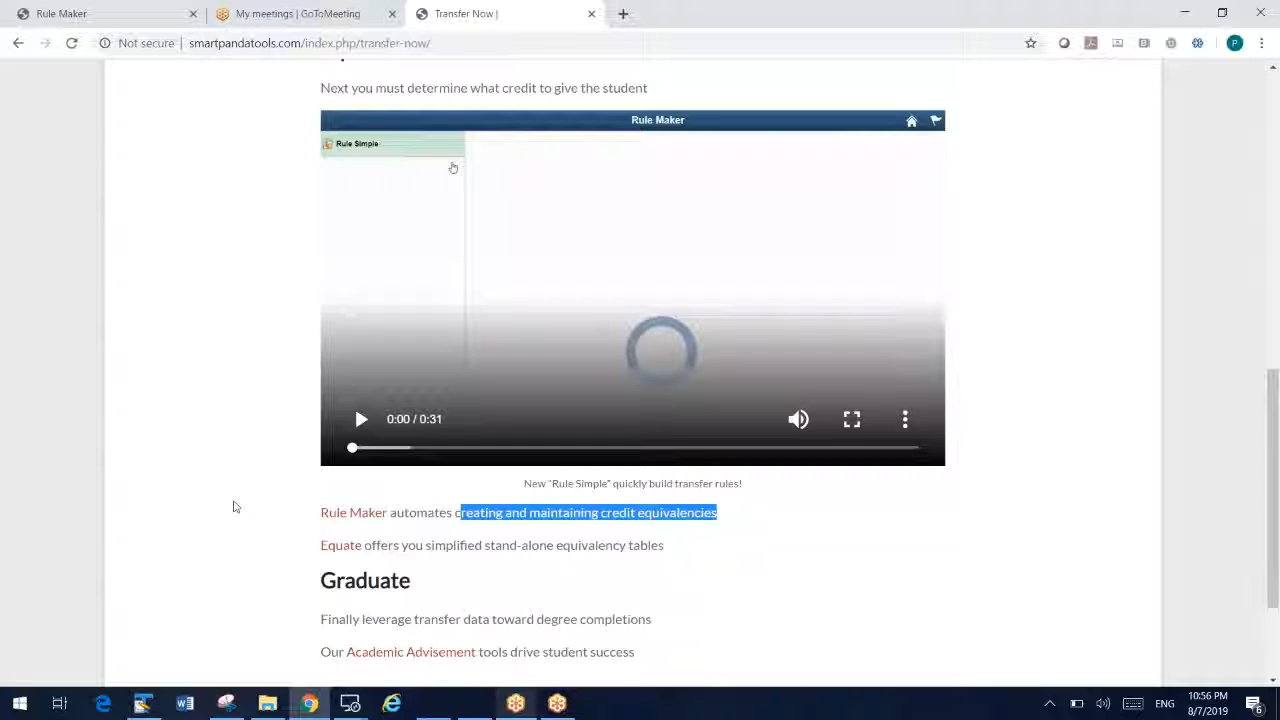 Rule Maker
My meetings | GoToMeeting
Transfer Now |
Not secure
smartpandatools.com/index.php/transfer-now/
P
Next you must determine what credit to give the student
Rule Maker
Rule Simple
0:00 / 0:31
New "Rule Simple" quickly build transfer rules!
Rule Maker automates creating and maintaining credit equivalencies
Equate offers you simplified stand-alone equivalency tables
Graduate
Finally leverage transfer data toward degree completions
Our Academic Advisement tools drive student success
ENG
10:56 PM
8/7/2019
6